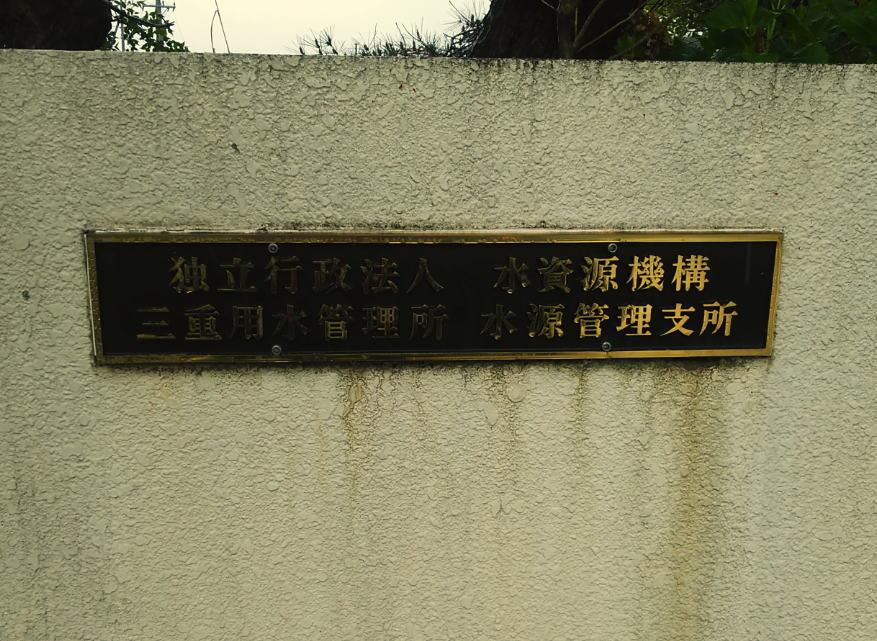 独立行政法人 水資源機構
三重用水管理所 水源管理支所